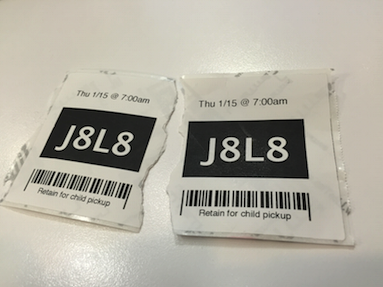 Thu 1/15 @ 7:00am
J8L8
Retain for child pickup
Thu 1/15 @ 7:00am
J8L8
Retain for child pickup